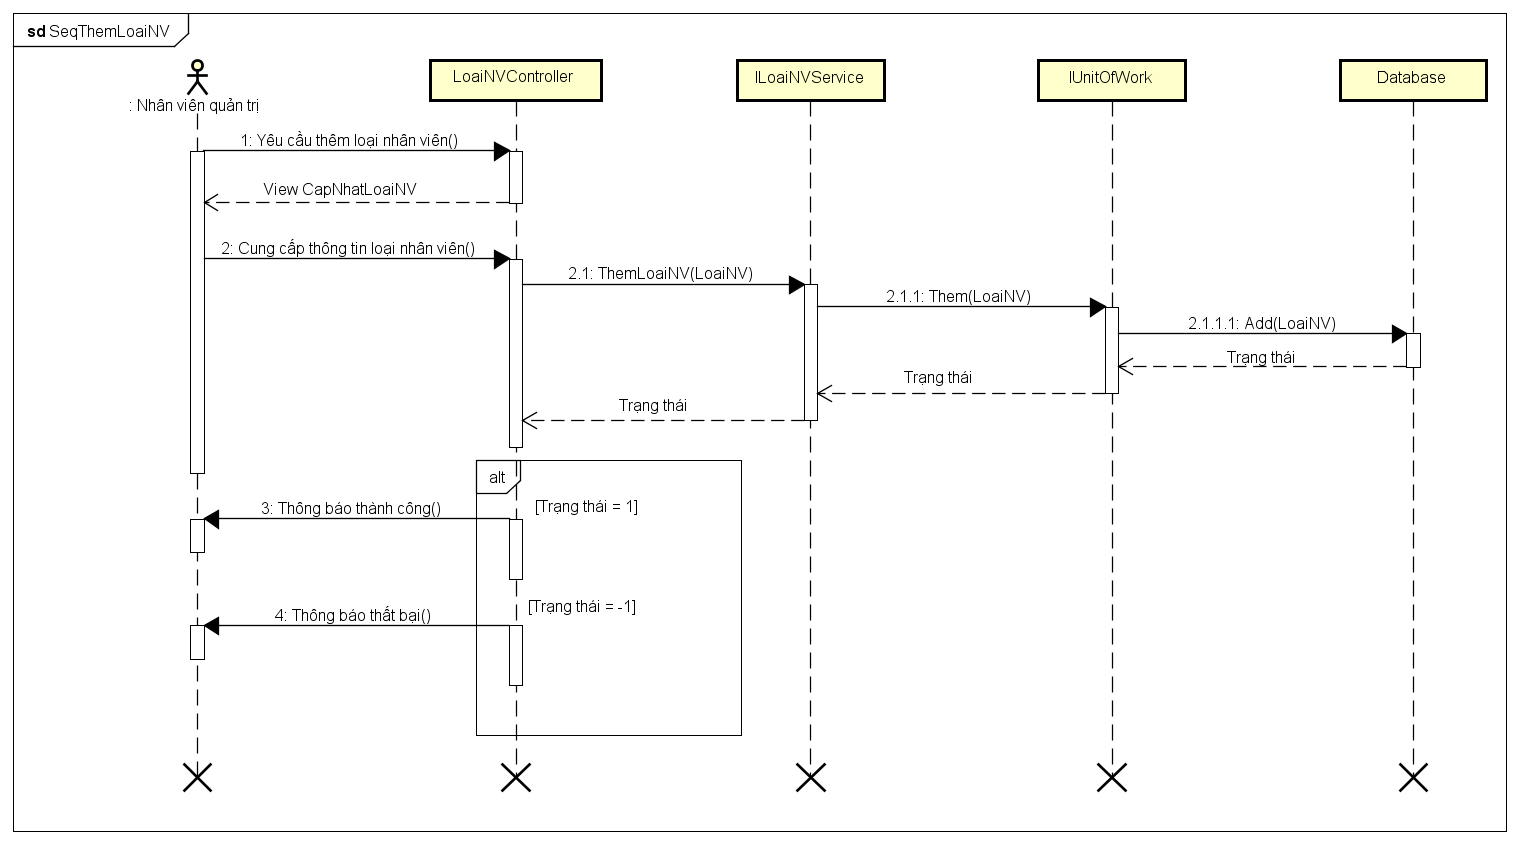 sd SeqThemLoaiNV
: Nhân viên quản trị
LoaiNVController
ILoaiNVService
IUnitOfWork
Database
1: Yêu cầu thêm loại nhân viên()
View CapNhatLoaiNV
2: Cung cấp thông tin loại nhân viên()
2.1: ThemLoaiNV(LoaiNV)
2.1.1: Them(LoaiNV)
2.1.1.1: Add(LoaiNV)
Trạng thái
Trạng thái
Trạng thái
alt
[Trạng thái = 1]
3: Thông báo thành công()
[Trạng thái = -1]
4: Thông báo thất bại()